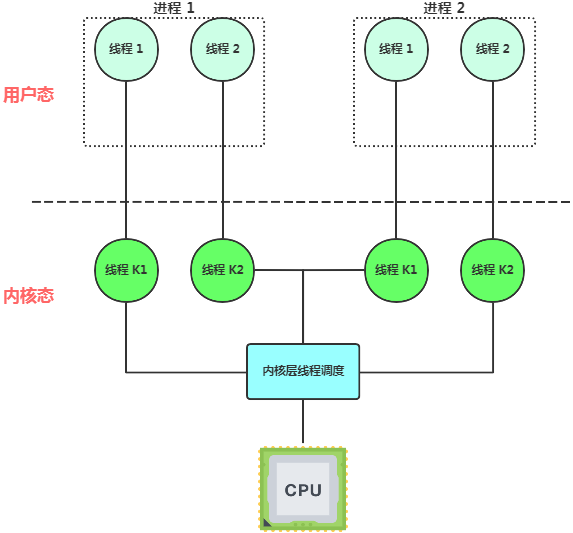 进程 1
进程 2
线程 1
线程 2
线程 1
线程 2
用户态
线程 K1
线程 K2
线程 K1
线程 K2
内核态
内核层线程调度
CPU